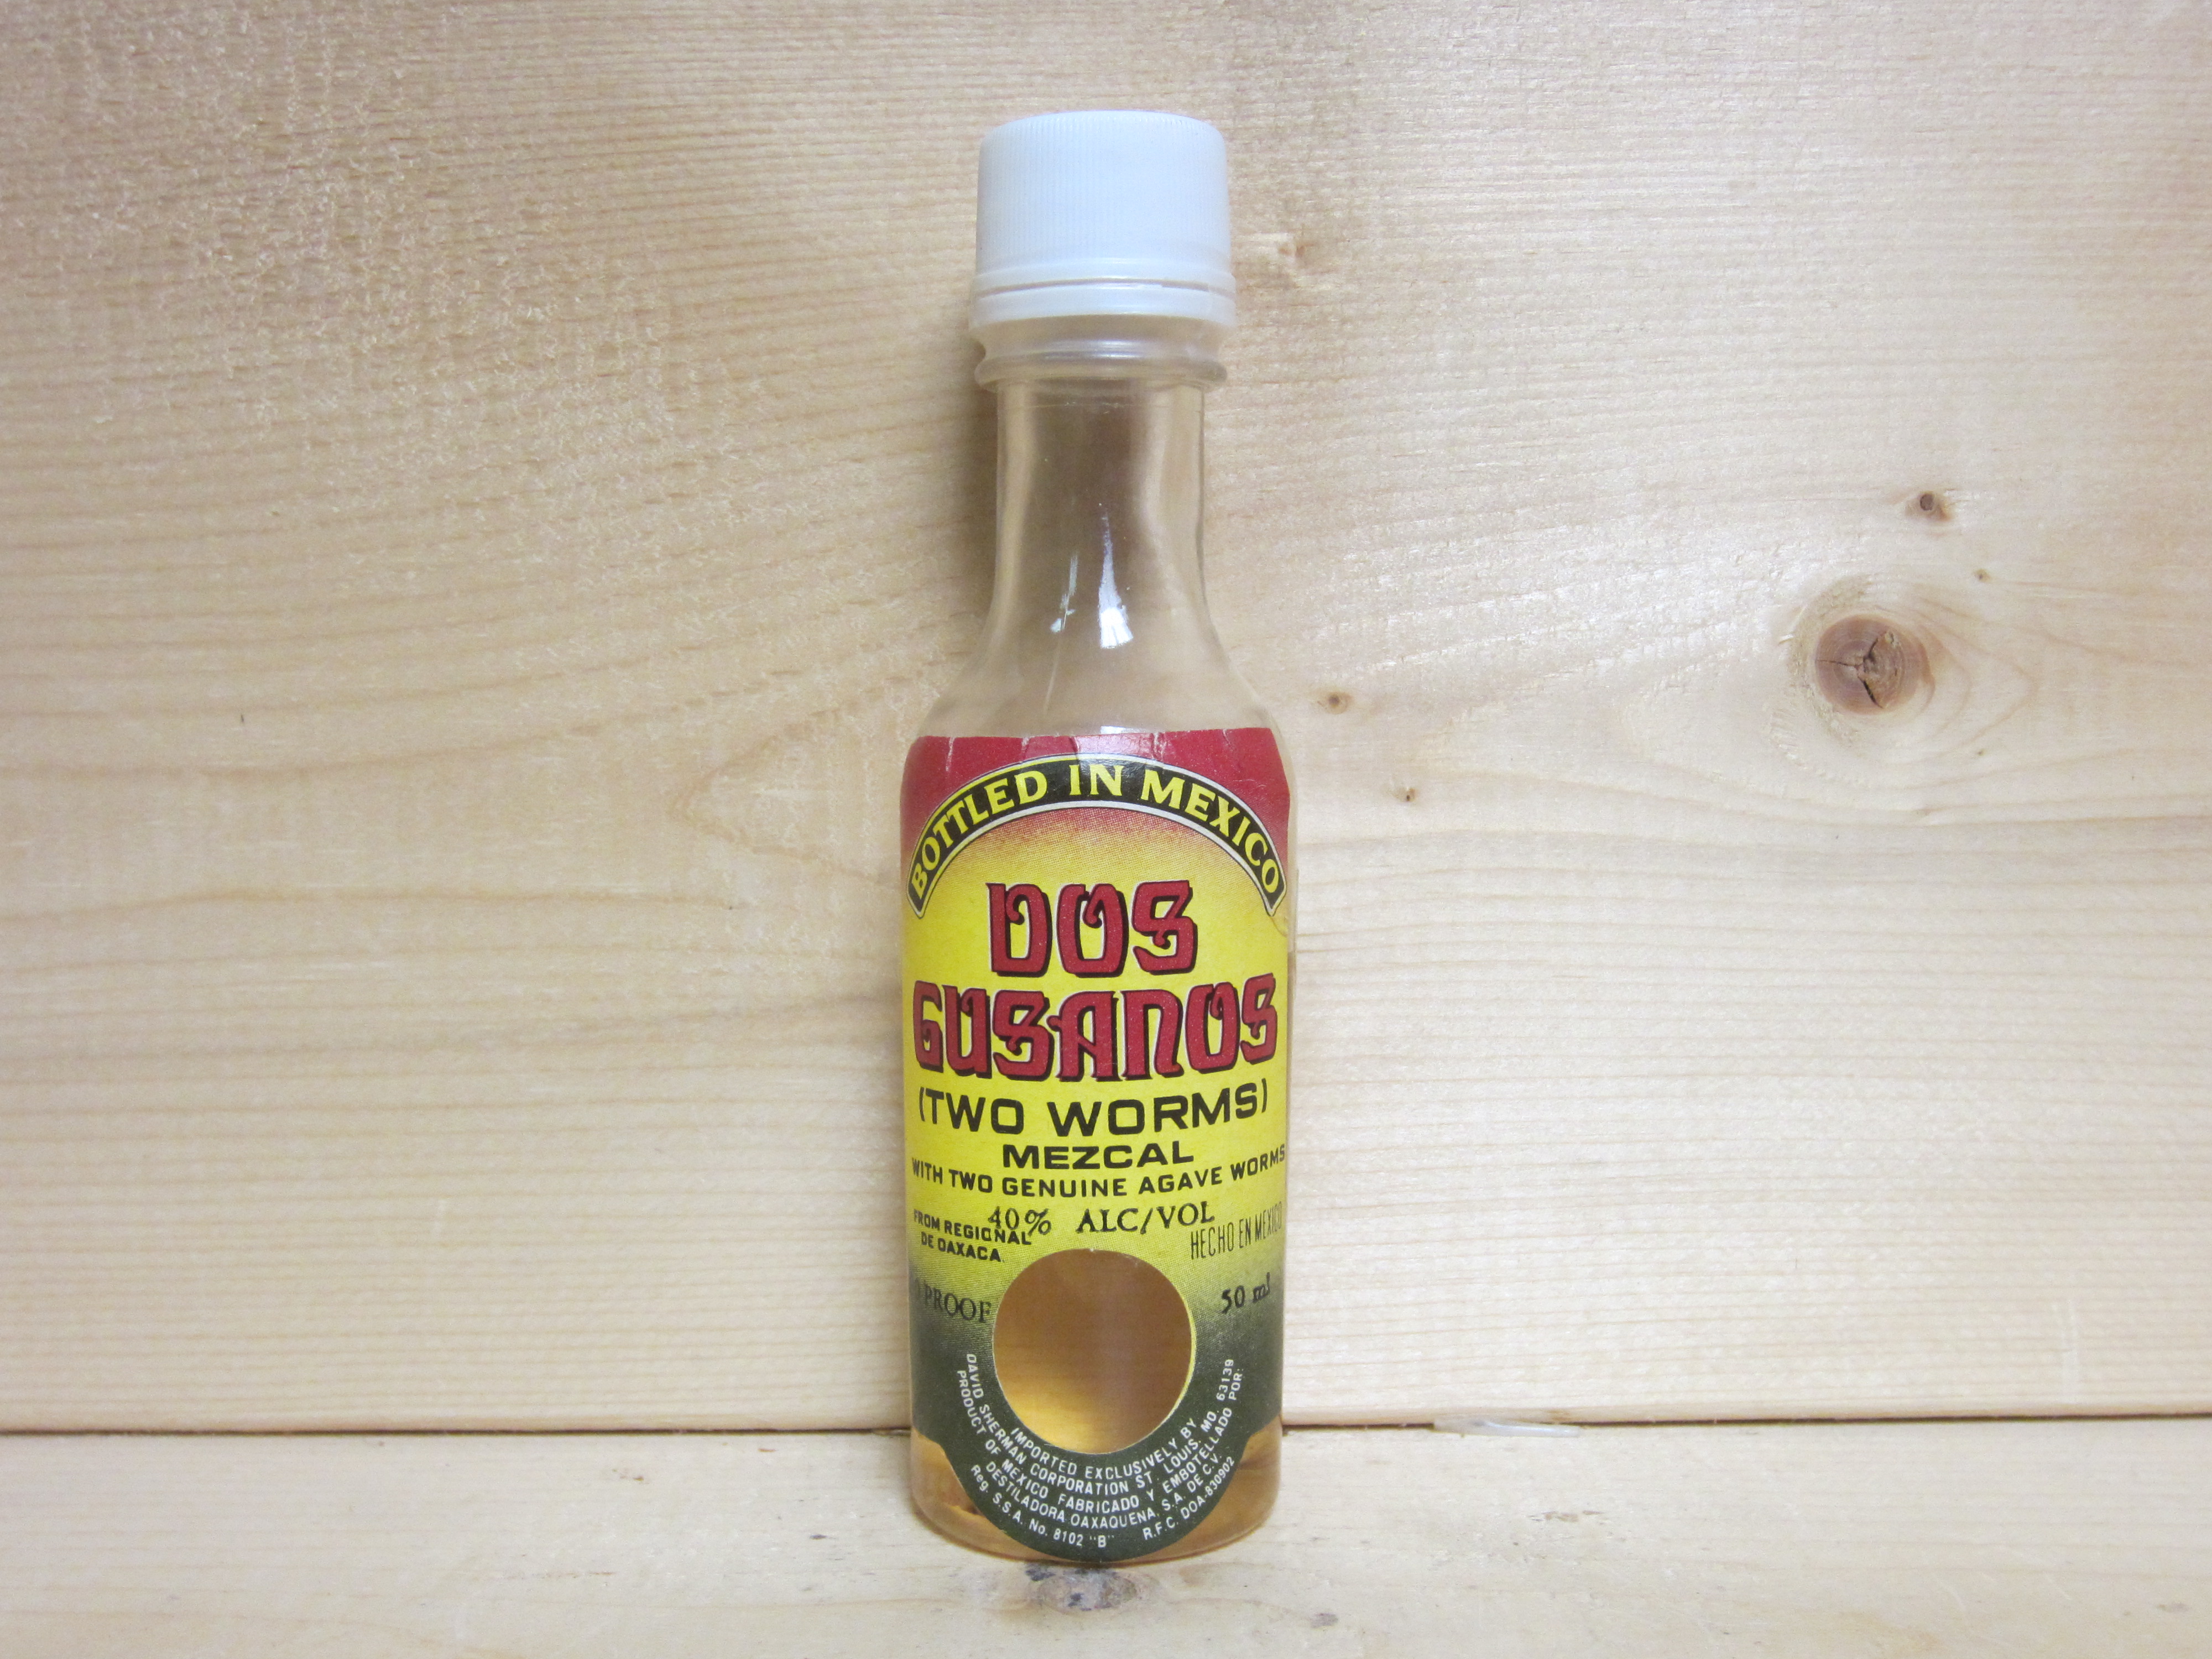 BOTTLED IN MEXICO
DOS
GUSANOS
(TWO WORMS)
MEZCAL
WITH TWO GENUINE AGAVE WORMS
40% ALC/VOL
FROM REGIONAL
DE OAXACA
HECHO EN MEXICO
PROOF
50 ml
IMPORTED EXCLUSIVELY BY
DAVID SHERMAN CORPORATION ST. LOUIS, MO. 63139
PRODUCT OF MEXICO FABRICADO Y EMBOTELLADO POR:
DESTILADORA OAXAQUENA, S.A. DE C.V.
Reg. S.S.A. No. 8102 "B" R.F.C. DOA-830902